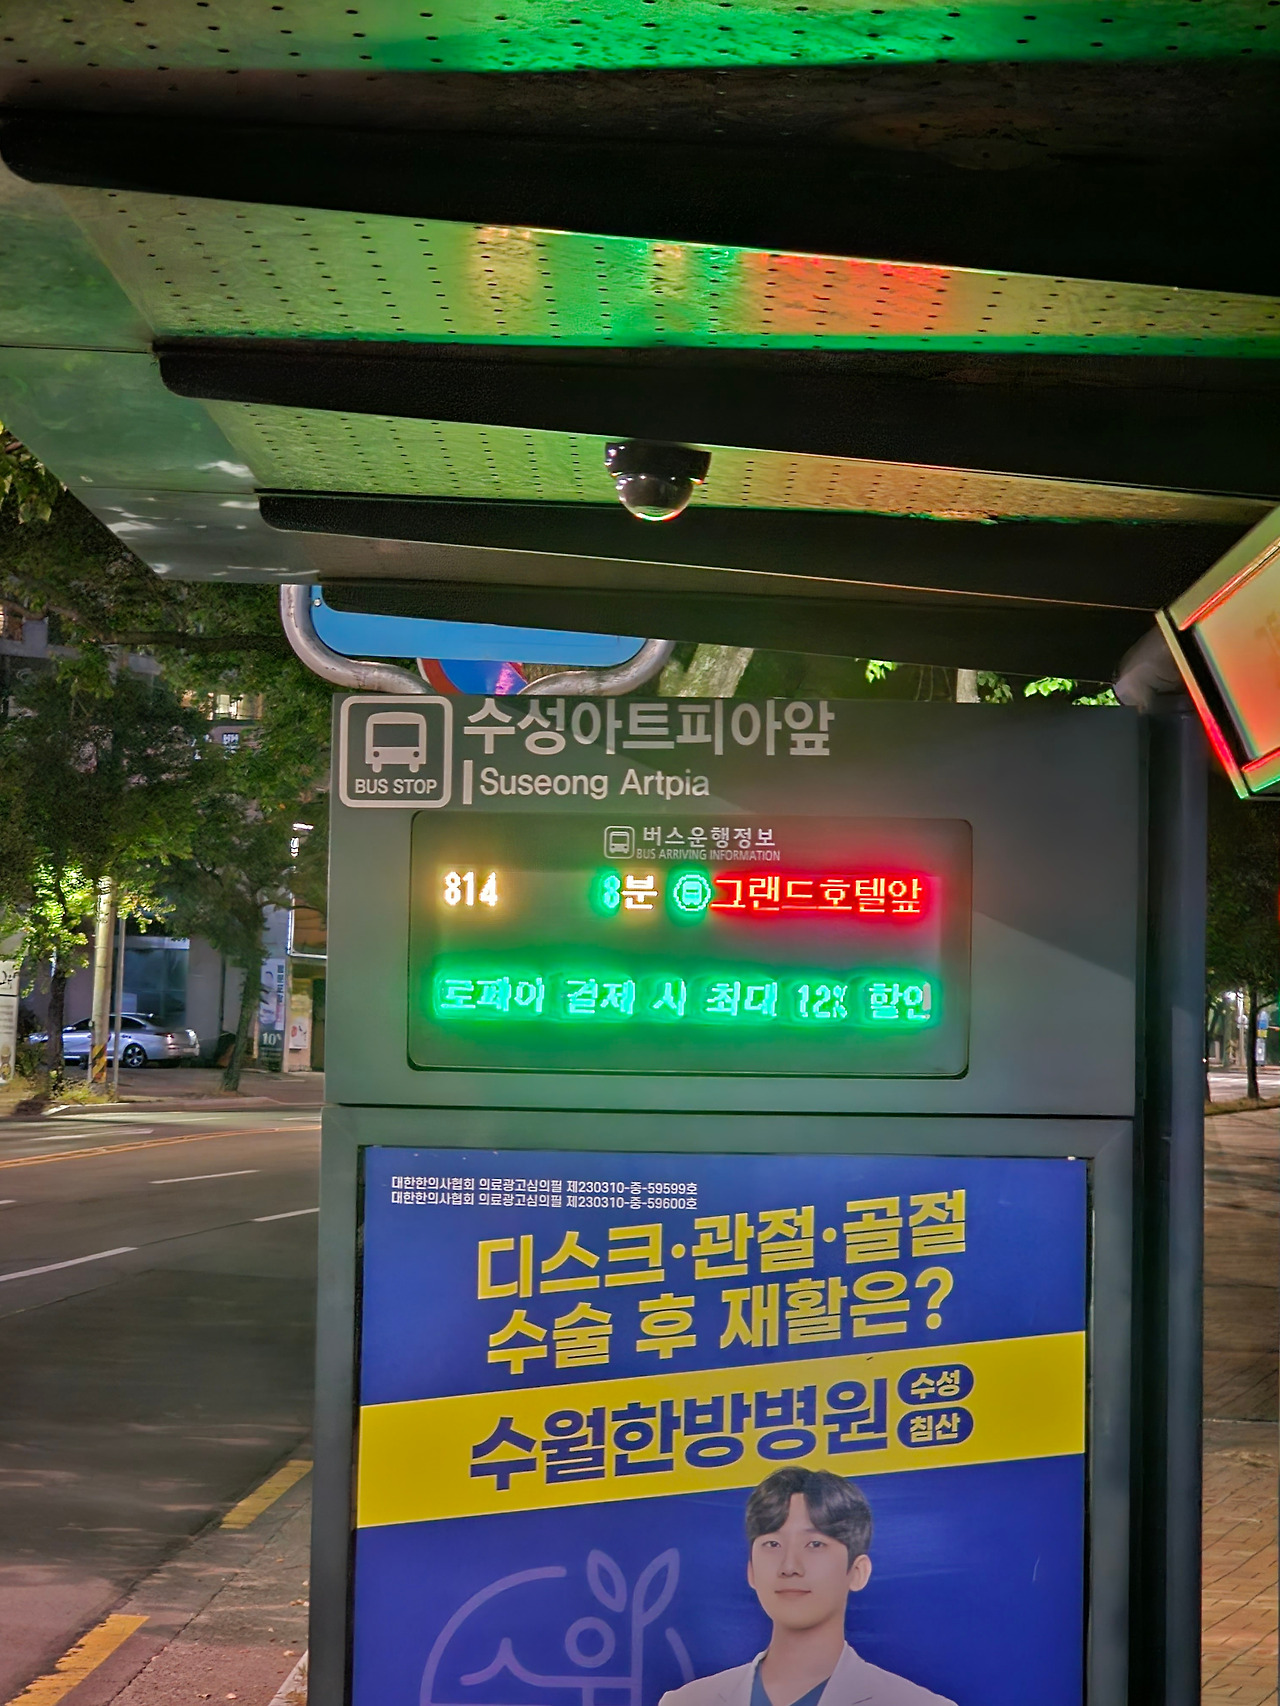 수성아트피아앞
BUS STOP
Suseong Artpia
버스운행정보
BUS ARRIVING INFORMATION
814 8분 그랜드호텔앞
로페이 결제 시 최대 12% 할인
대한한의사협회 의료광고심의필 제230310-중-59599호
대한한의사협회 의료광고심의필 제230310-중-59600호
디스크·관절·골절
수술 후 재활은?
수월한방병원 수성 침산
10%